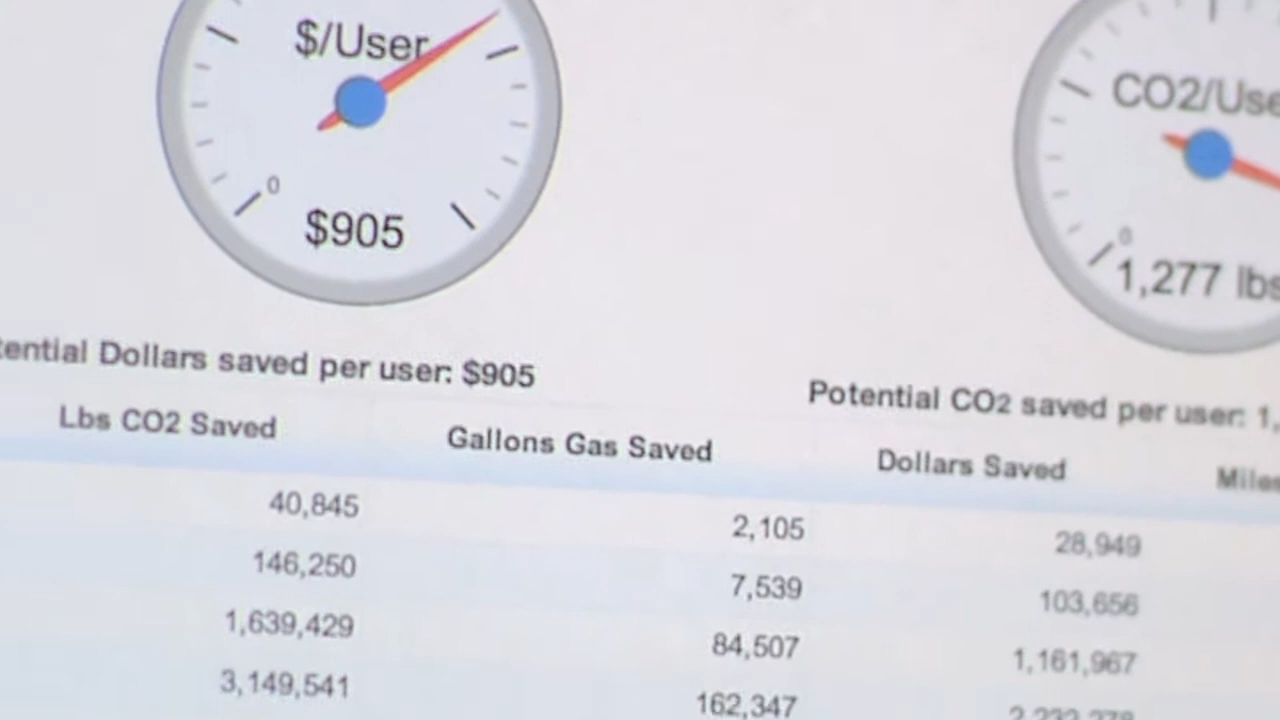 $/User
0
$905
CO2/Use
0
1,277 lbs
tential Dollars saved per user: $905
Potential CO2 saved per user: 1,
Lbs CO2 Saved Gallons Gas Saved Dollars Saved Miles
40,845 2,105 28,949
146,250 7,539 103,656
1,639,429 84,507 1,161,967
3,149,541 162,347